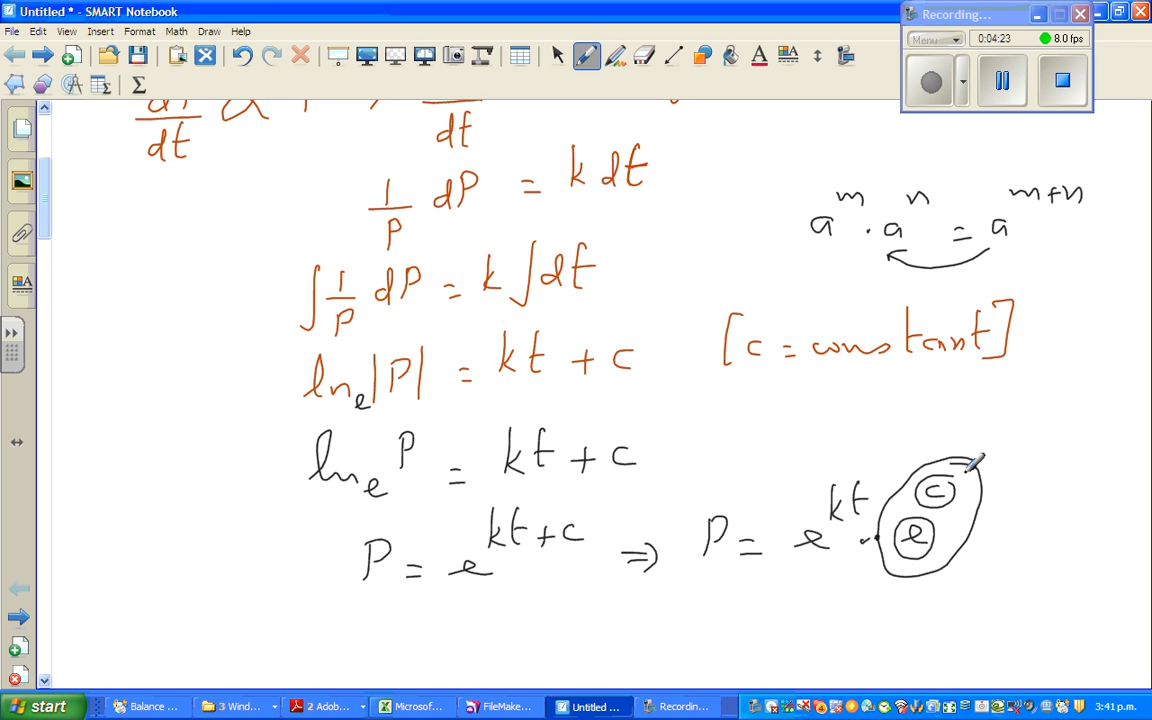 Untitled * - SMART Notebook
Recording...
File Edit View Insert Format Math Draw Help
Menu
0:04:23
8.0 fps
dt
dt
1/P dP = k dt
a^m . a^n = a^(m+n)
∫ 1/P dP = k ∫ dt
ln_e |P| = kt + c [c = constant]
ln_e P = kt + c
P = e^(kt+c) ⇒ P = e^(kt) . e^c
start
Balance ...
3 Wind...
2 Adob...
Microsof...
FileMake...
Untitled ...
Recordin...
3:41 p.m.